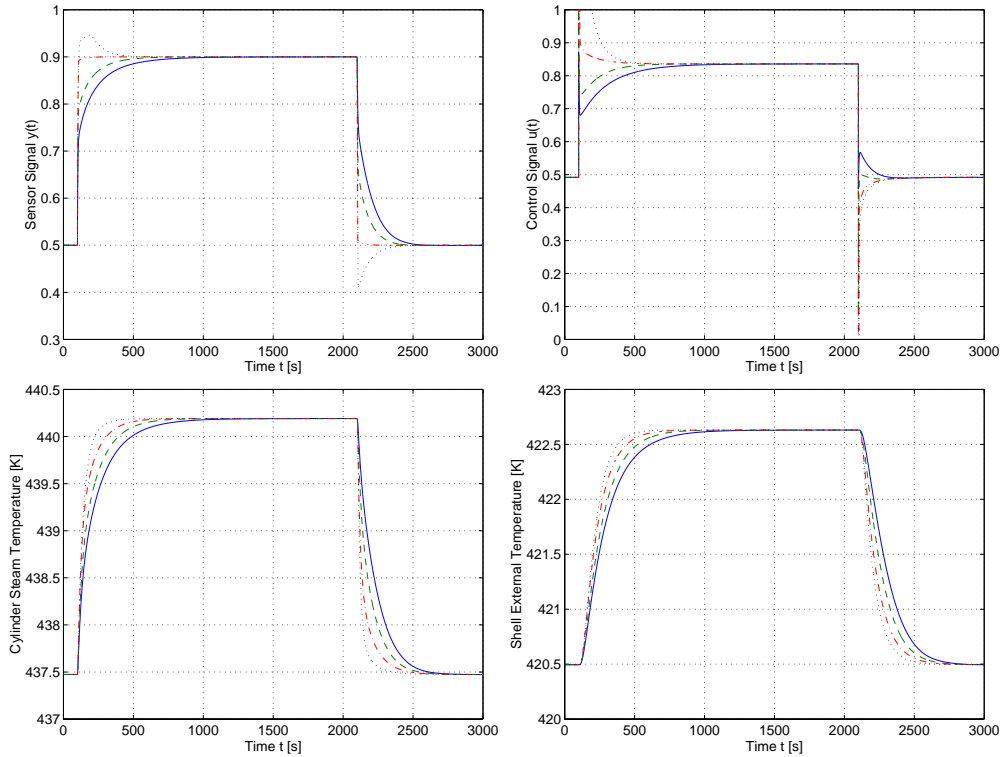 1
0.9
0.8
0.7
0.6
0.5
0.4
0.3
0 500 1000 1500 2000 2500 3000
Time t [s]
Sensor Signal y(t)
1
0.9
0.8
0.7
0.6
0.5
0.4
0.3
0.2
0.1
0
0 500 1000 1500 2000 2500 3000
Time t [s]
Control Signal u(t)
440.5
440
439.5
439
438.5
438
437.5
437
0 500 1000 1500 2000 2500 3000
Time t [s]
Cylinder Steam Temperature [K]
423
422.5
422
421.5
421
420.5
420
0 500 1000 1500 2000 2500 3000
Time t [s]
Shell External Temperature [K]